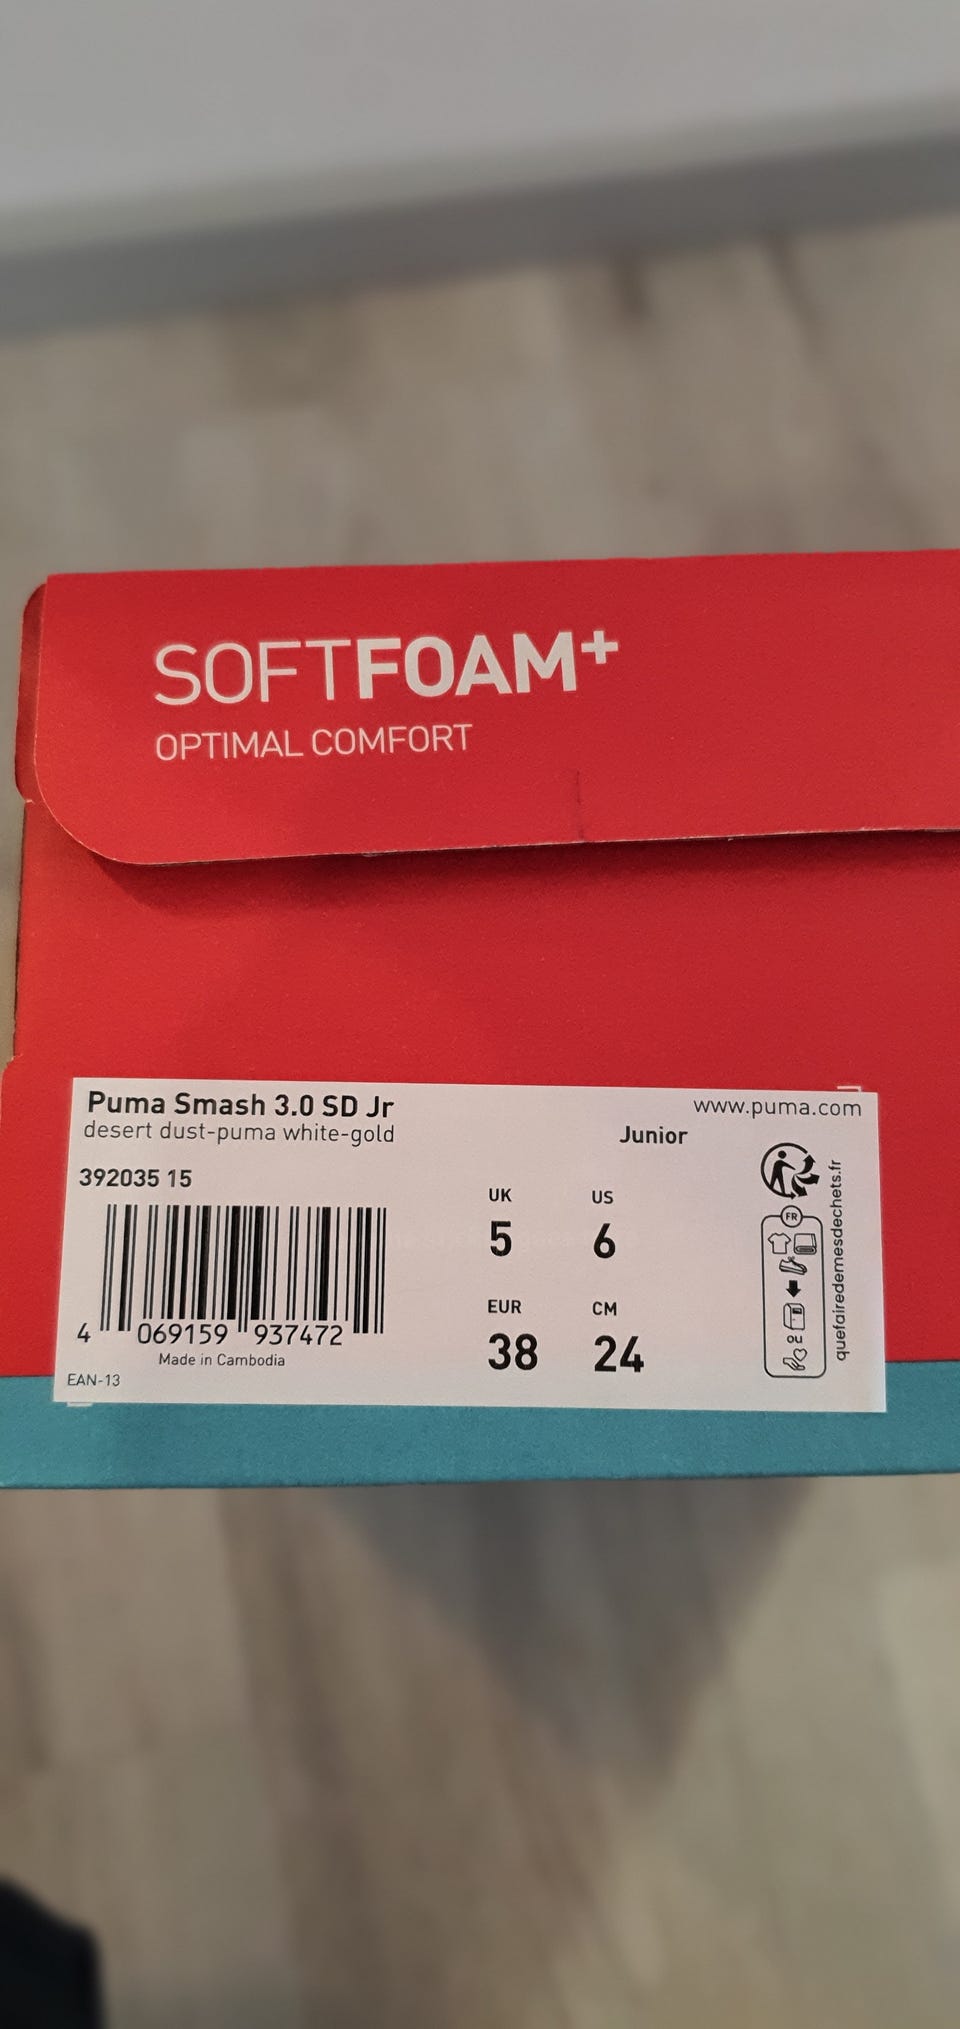 SOFTFOAM+
OPTIMAL COMFORT
Puma Smash 3.0 SD Jr
desert dust-puma white-gold
www.puma.com
Junior
392035 15
UK
US
5
6
EUR
CM
38
24
4 069159 937472
Made in Cambodia
EAN-13
FR
ou
quefairedemesdechets.fr